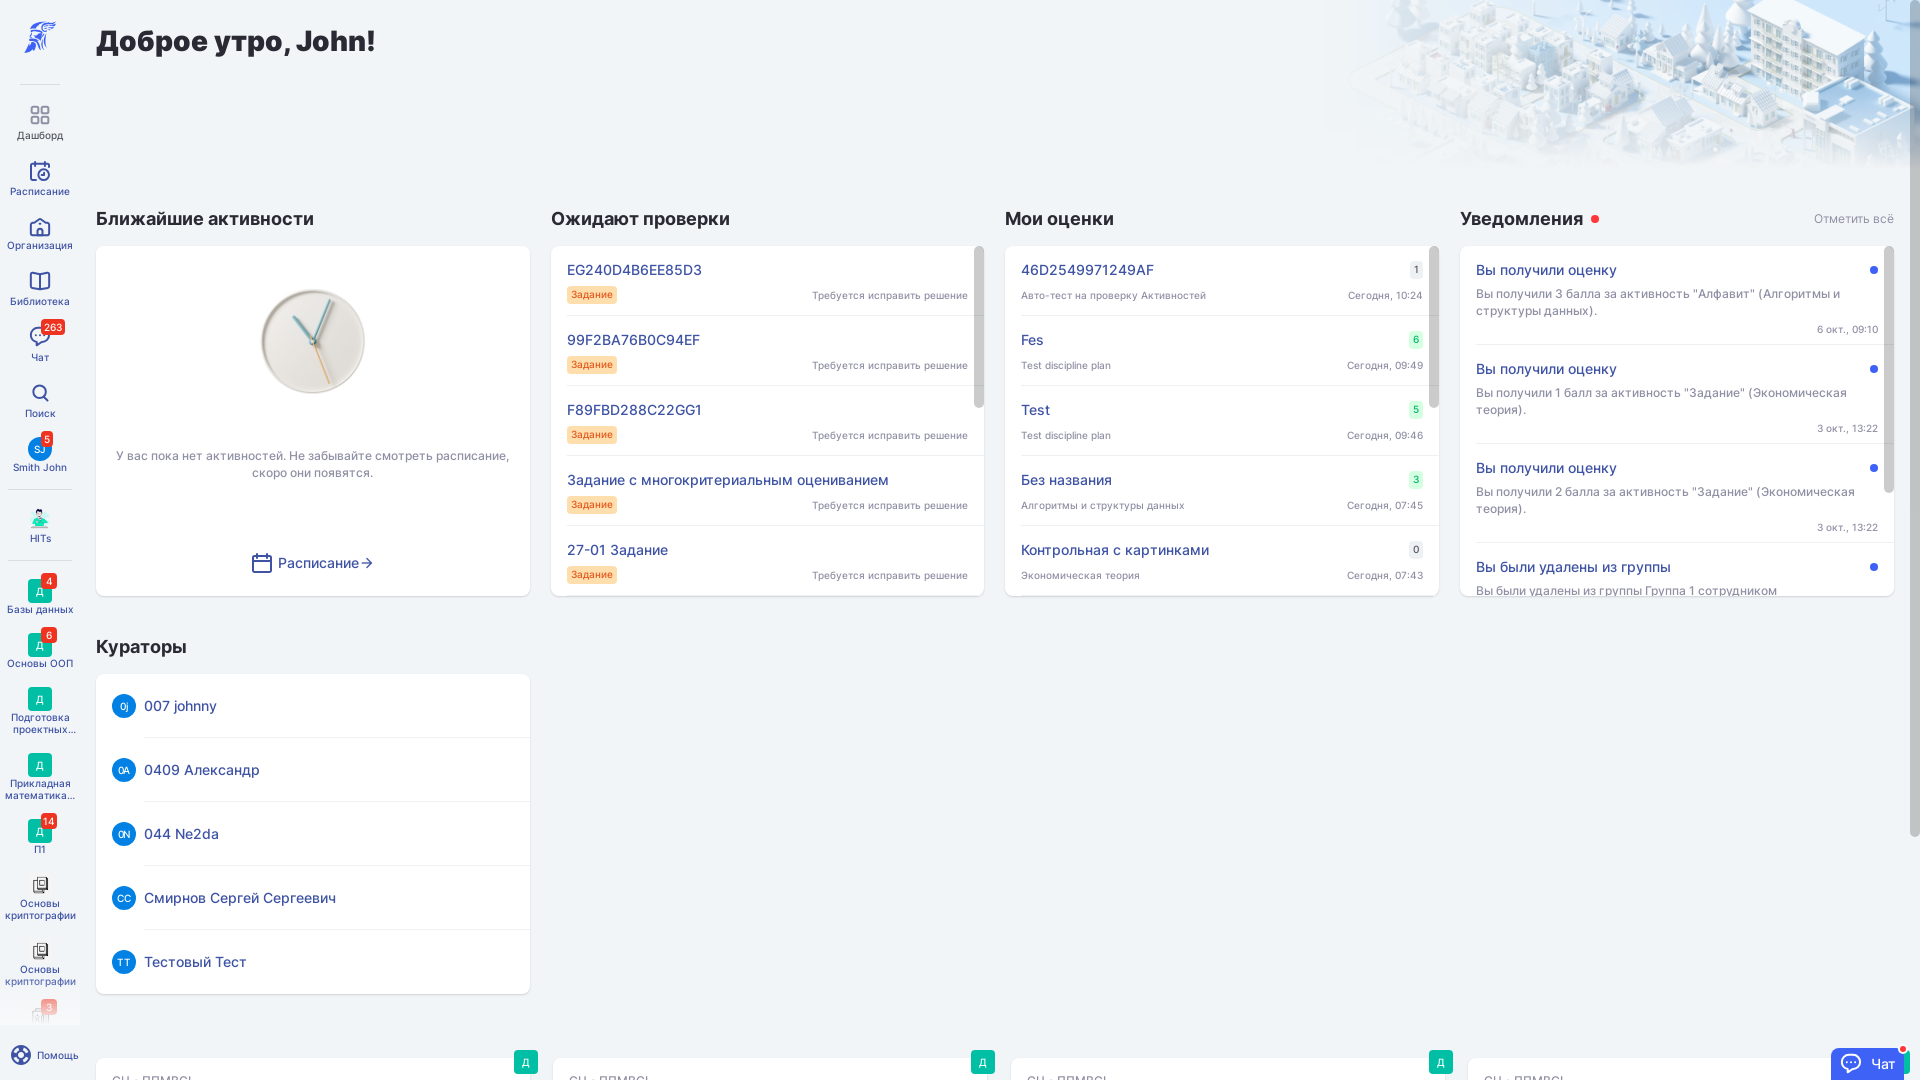 Доброе утро, John!
Дашборд
Расписание
Организация
Библиотека
263
Чат
Поиск
5
SJ
Smith John
HITs
4
Д
Базы данных
6
Д
Основы ООП
Д
Подготовка
проектных...
Д
Прикладная
математика...
14
Д
П1
Основы
криптографии
Основы
криптографии
3
Помощь
Ближайшие активности
У вас пока нет активностей. Не забывайте смотреть расписание,
скоро они появятся.
Расписание
Ожидают проверки
EG240D4B6EE85D3
Задание
Требуется исправить решение
99F2BA76B0C94EF
Задание
Требуется исправить решение
F89FBD288C22GG1
Задание
Требуется исправить решение
Задание с многокритериальным оцениванием
Задание
Требуется исправить решение
27-01 Задание
Задание
Требуется исправить решение
Мои оценки
46D2549971249AF
1
Авто-тест на проверку Активностей
Сегодня, 10:24
Fes
6
Test discipline plan
Сегодня, 09:49
Test
5
Test discipline plan
Сегодня, 09:46
Без названия
3
Алгоритмы и структуры данных
Сегодня, 07:45
Контрольная с картинками
0
Экономическая теория
Сегодня, 07:43
Уведомления
Отметить всё
Вы получили оценку
Вы получили 3 балла за активность "Алфавит" (Алгоритмы и
структуры данных).
6 окт., 09:10
Вы получили оценку
Вы получили 1 балл за активность "Задание" (Экономическая
теория).
3 окт., 13:22
Вы получили оценку
Вы получили 2 балла за активность "Задание" (Экономическая
теория).
3 окт., 13:22
Вы были удалены из группы
Вы были удалены из группы Группа 1 сотрудником
Кураторы
0j
007 johnny
0А
0409 Александр
0N
044 Ne2da
СС
Смирнов Сергей Сергеевич
ТТ
Тестовый Тест
Д
Д
Д
Чат